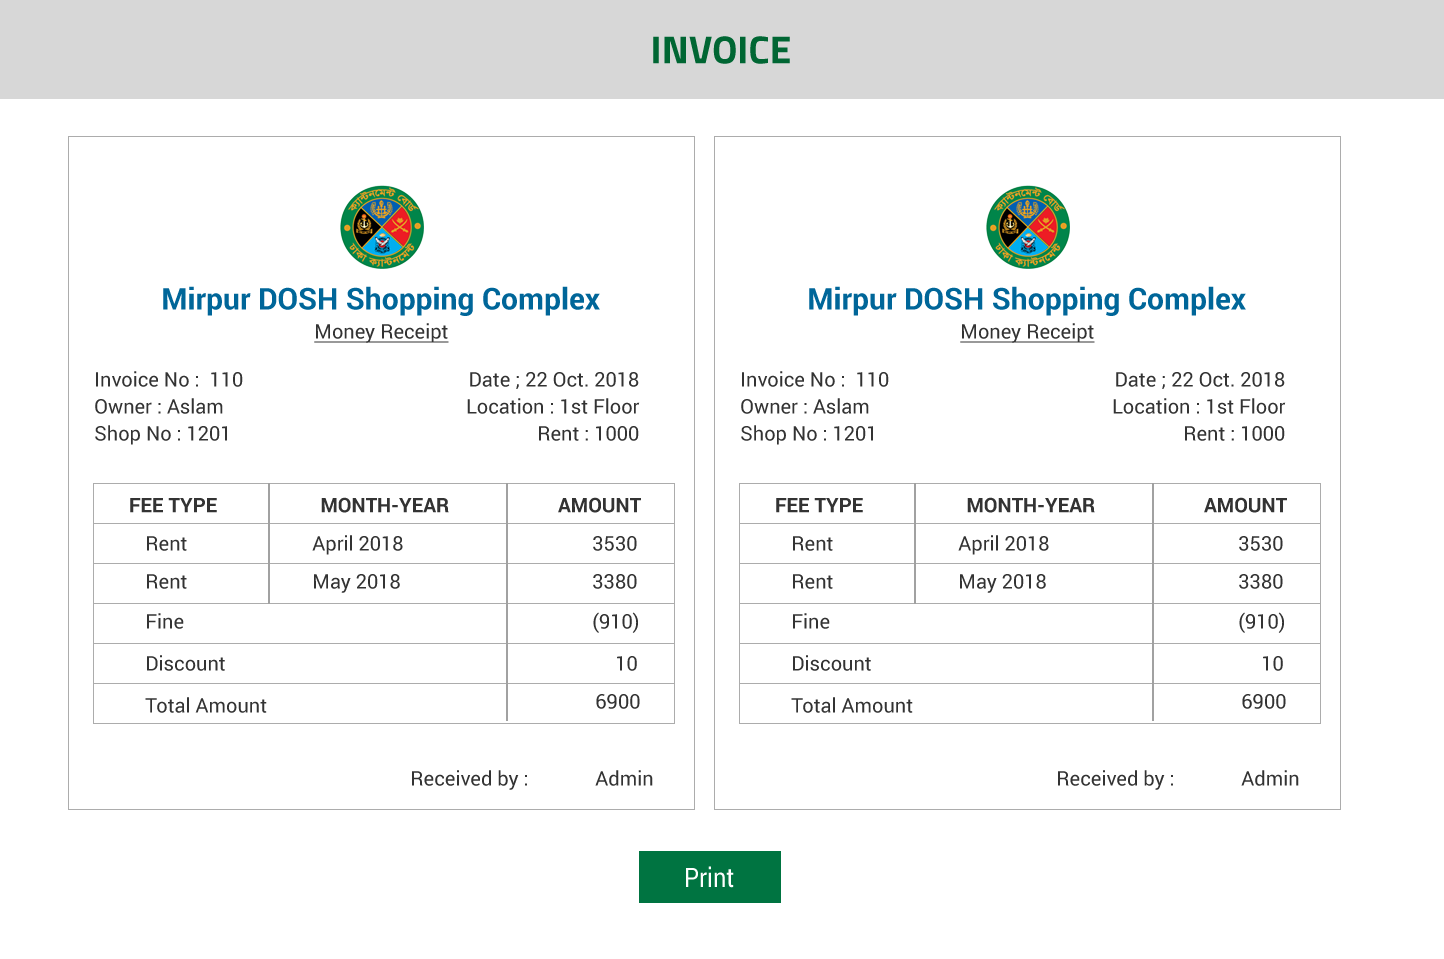 INVOICE
ক্যান্টনমেন্ট বোর্ড
ঢাকা ক্যান্টনমেন্ট
Mirpur DOSH Shopping Complex
Money Receipt
Invoice No : 110 Date ; 22 Oct. 2018
Owner : Aslam Location : 1st Floor
Shop No : 1201 Rent : 1000
FEE TYPE MONTH-YEAR AMOUNT
Rent April 2018 3530
Rent May 2018 3380
Fine (910)
Discount 10
Total Amount 6900
Received by : Admin
ক্যান্টনমেন্ট বোর্ড
ঢাকা ক্যান্টনমেন্ট
Mirpur DOSH Shopping Complex
Money Receipt
Invoice No : 110 Date ; 22 Oct. 2018
Owner : Aslam Location : 1st Floor
Shop No : 1201 Rent : 1000
FEE TYPE MONTH-YEAR AMOUNT
Rent April 2018 3530
Rent May 2018 3380
Fine (910)
Discount 10
Total Amount 6900
Received by : Admin
Print